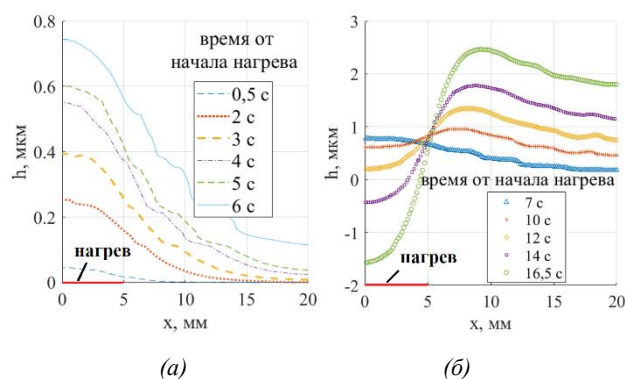 0.8
0.6
0.4
0.2
0
h, мкм
время от
начала нагрева
0,5 с
2 с
3 с
4 с
5 с
6 с
нагрев
0 5 10 15 20
x, мм
(а)
3
2
1
0
-1
-2
h, мкм
время от начала нагрева
7 с
10 с
12 с
14 с
16,5 с
нагрев
0 5 10 15 20
x, мм
(б)